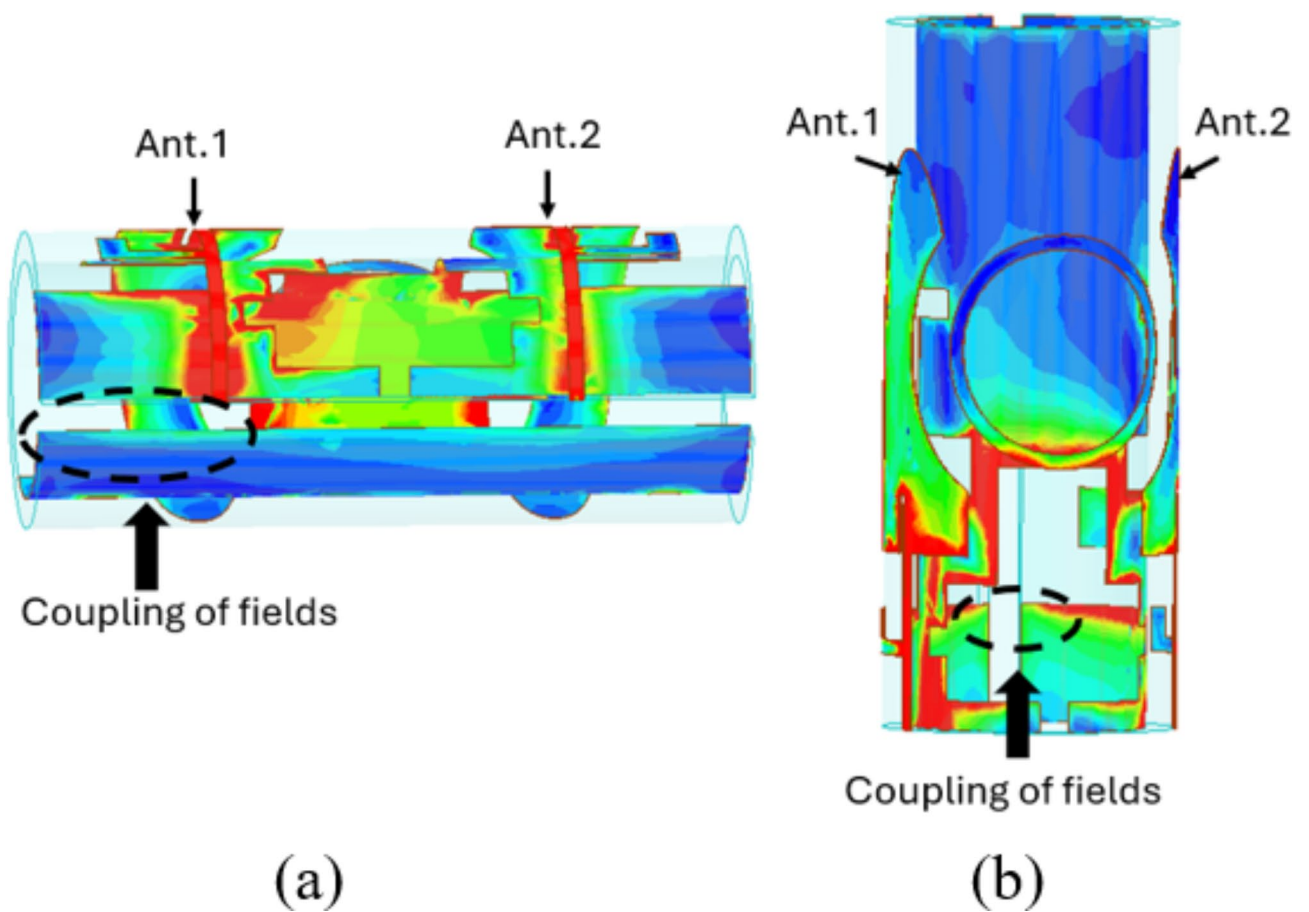 Ant.1
Ant.2
Coupling of fields
(a)
Ant.1
Ant.2
Coupling of fields
(b)